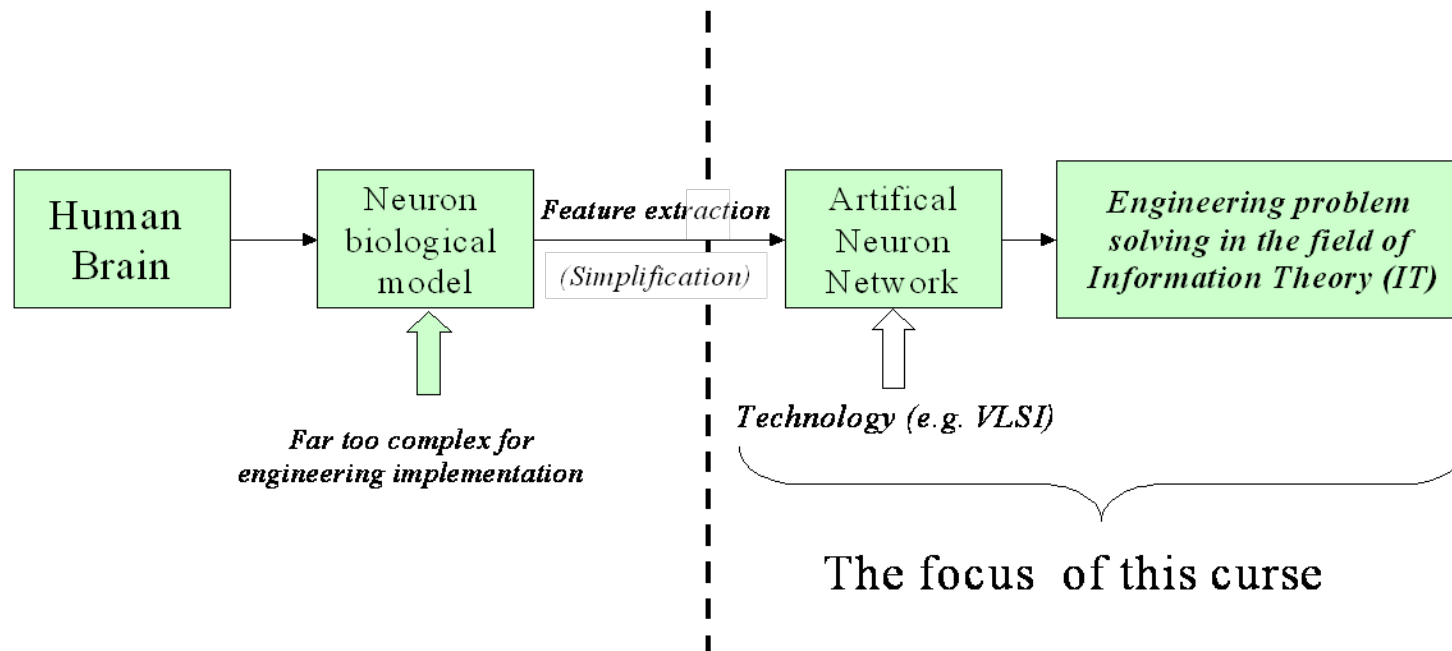 Human
Brain
Neuron
biological
model
Feature extraction
(Simplification)
Artifical
Neuron
Network
Engineering problem
solving in the field of
Information Theory (IT)
Far too complex for
engineering implementation
Technology (e.g. VLSI)
The focus of this curse